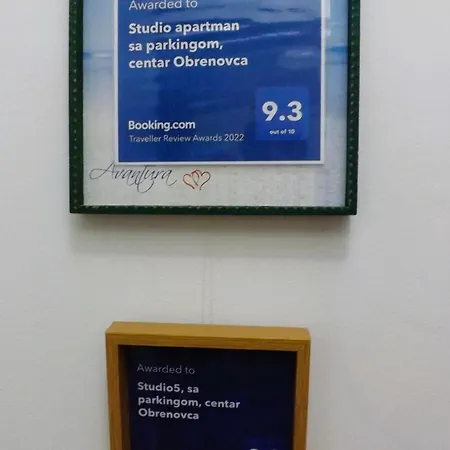 Awarded to
Studio apartman
sa parkingom,
centar Obrenovca
9.3
out of 10
Booking.com
Traveller Review Awards 2022
Avantura
Awarded to
Studio5, sa
parkingom, centar
Obrenovca